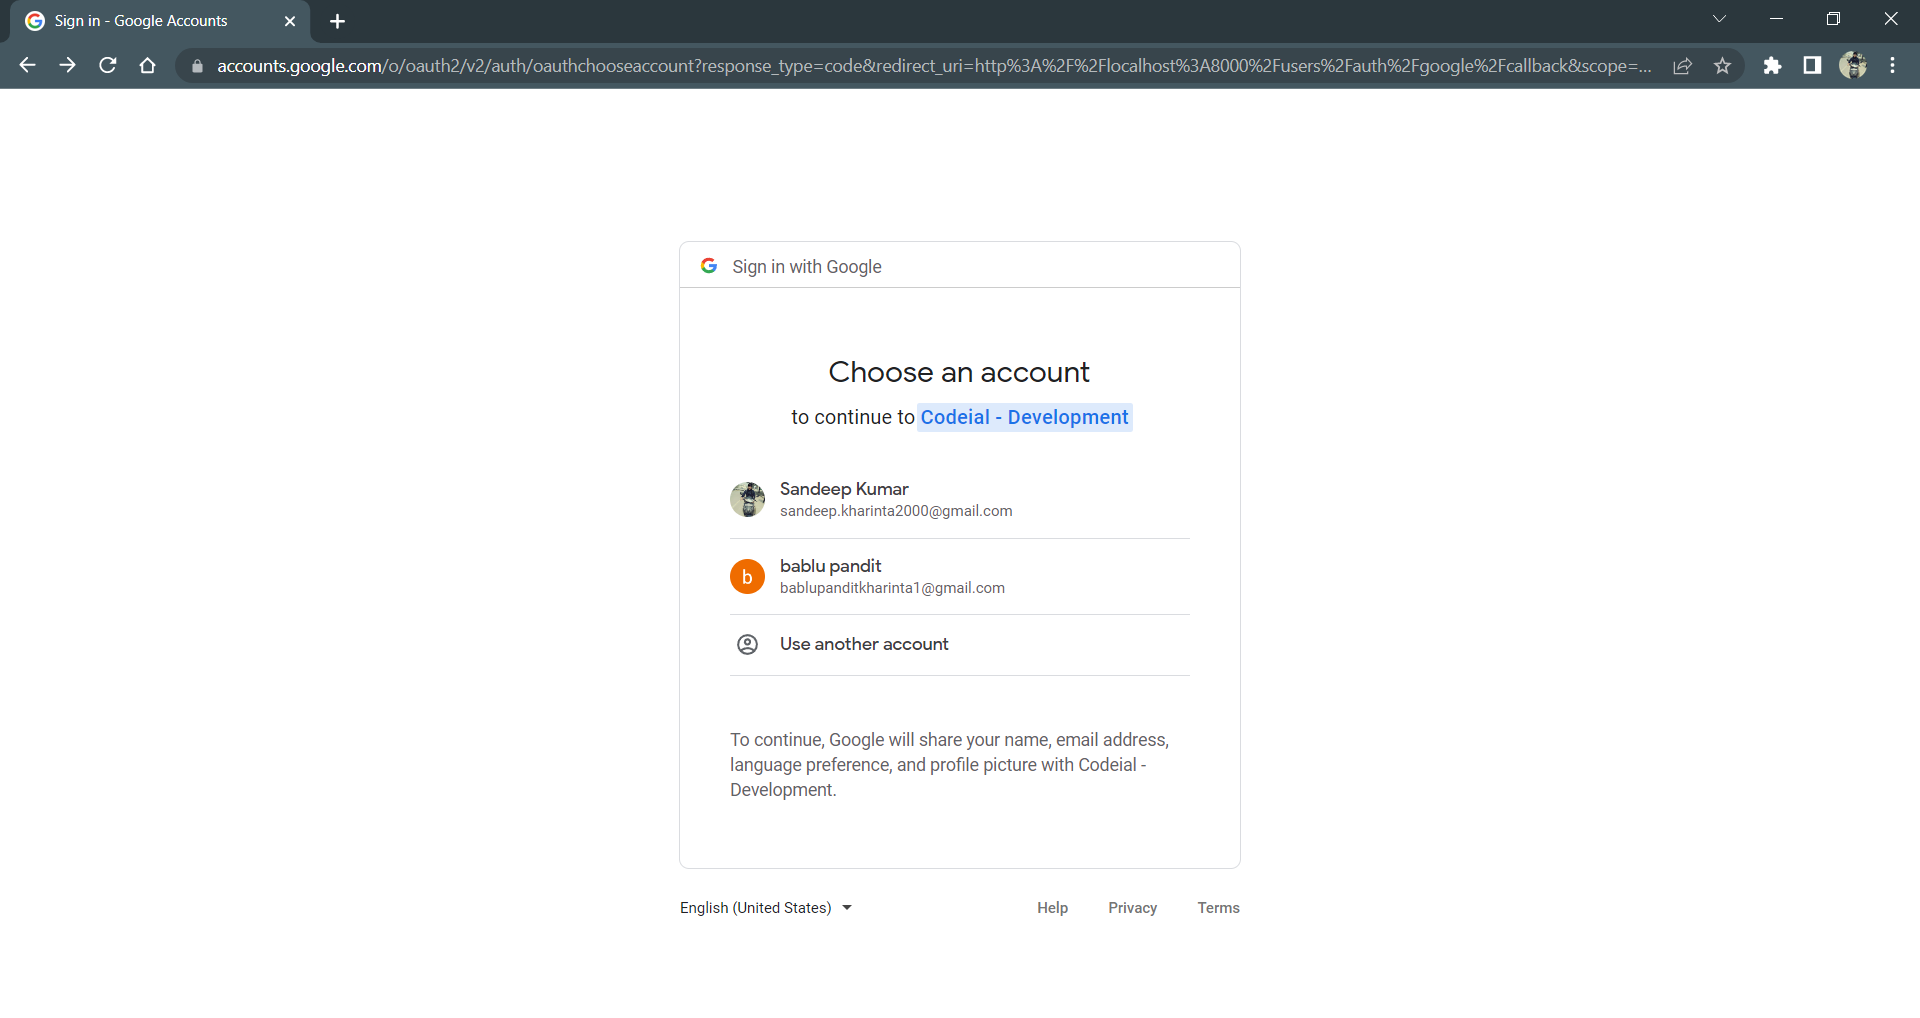 Sign in - Google Accounts
accounts.google.com/o/oauth2/v2/auth/oauthchooseaccount?response_type=code&redirect_uri=http%3A%2F%2Flocalhost%3A8000%2Fusers%2Fauth%2Fgoogle%2Fcallback&scope=...
Sign in with Google
Choose an account
to continue to Codeial - Development
Sandeep Kumar
sandeep.kharinta2000@gmail.com
b
bablu pandit
bablupanditkharinta1@gmail.com
Use another account
To continue, Google will share your name, email address,
language preference, and profile picture with Codeial -
Development.
English (United States)
Help
Privacy
Terms